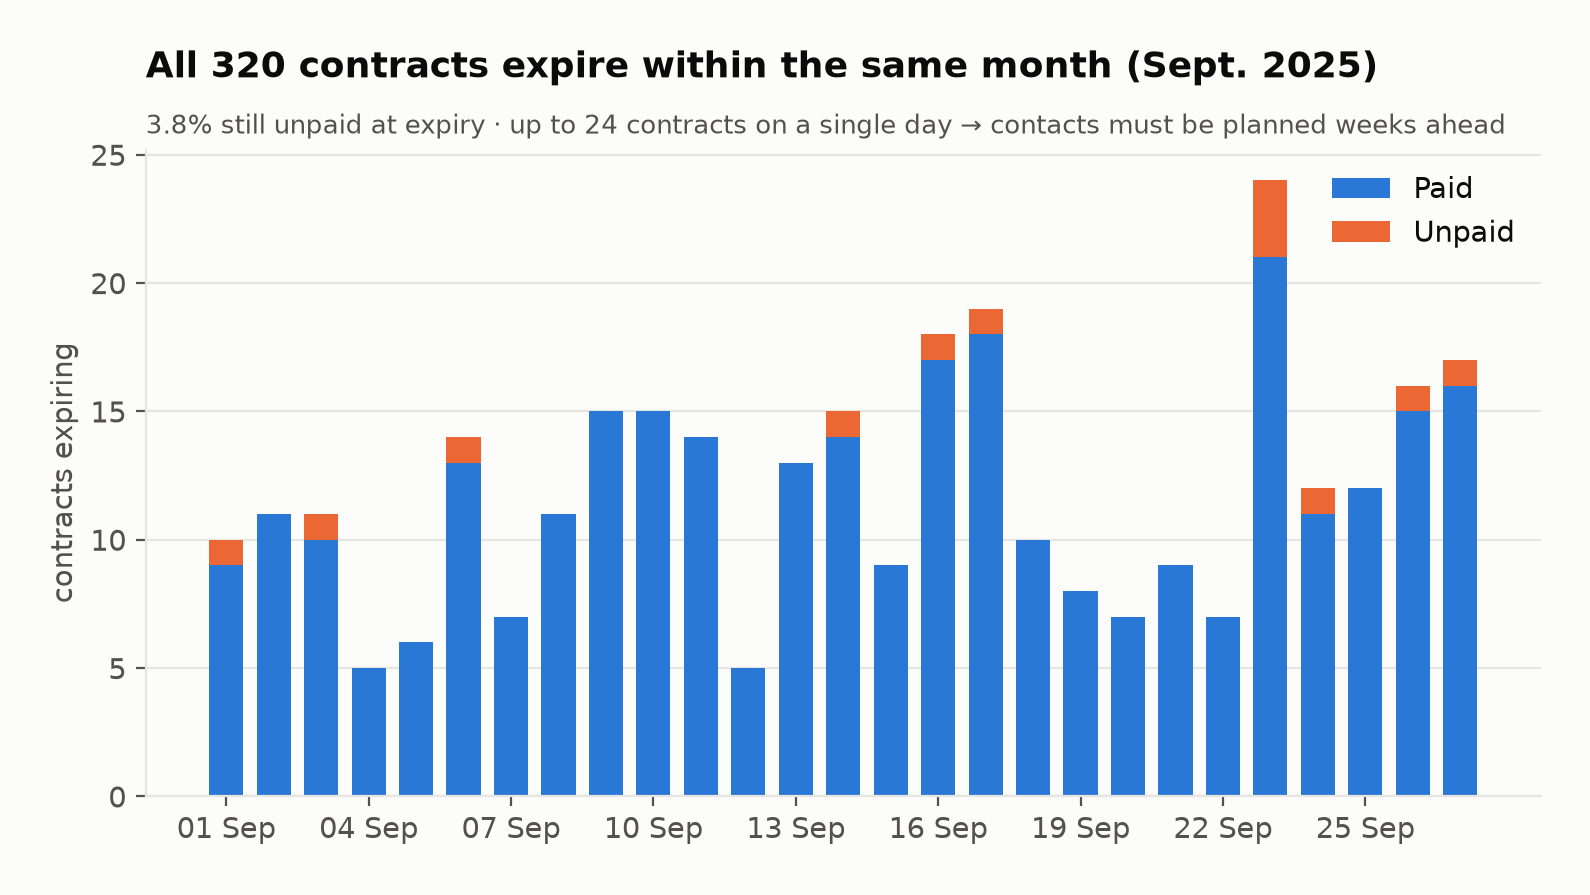 All 320 contracts expire within the same month (Sept. 2025)
3.8% still unpaid at expiry · up to 24 contracts on a single day → contacts must be planned weeks ahead
25
20
15
10
5
0
contracts expiring
Paid
Unpaid
01 Sep 04 Sep 07 Sep 10 Sep 13 Sep 16 Sep 19 Sep 22 Sep 25 Sep